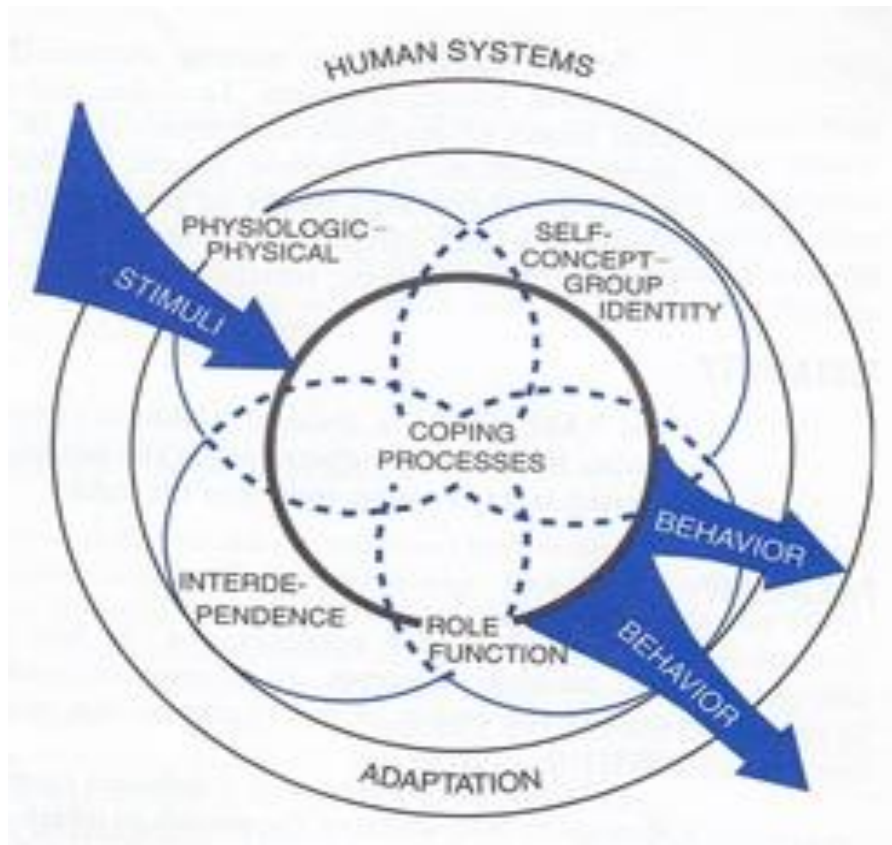 HUMAN SYSTEMS
PHYSIOLOGIC-
PHYSICAL
SELF-
CONCEPT-
GROUP
IDENTITY
STIMULI
COPING
PROCESSES
BEHAVIOR
INTERDE-
PENDENCE
ROLE
FUNCTION
BEHAVIOR
ADAPTATION